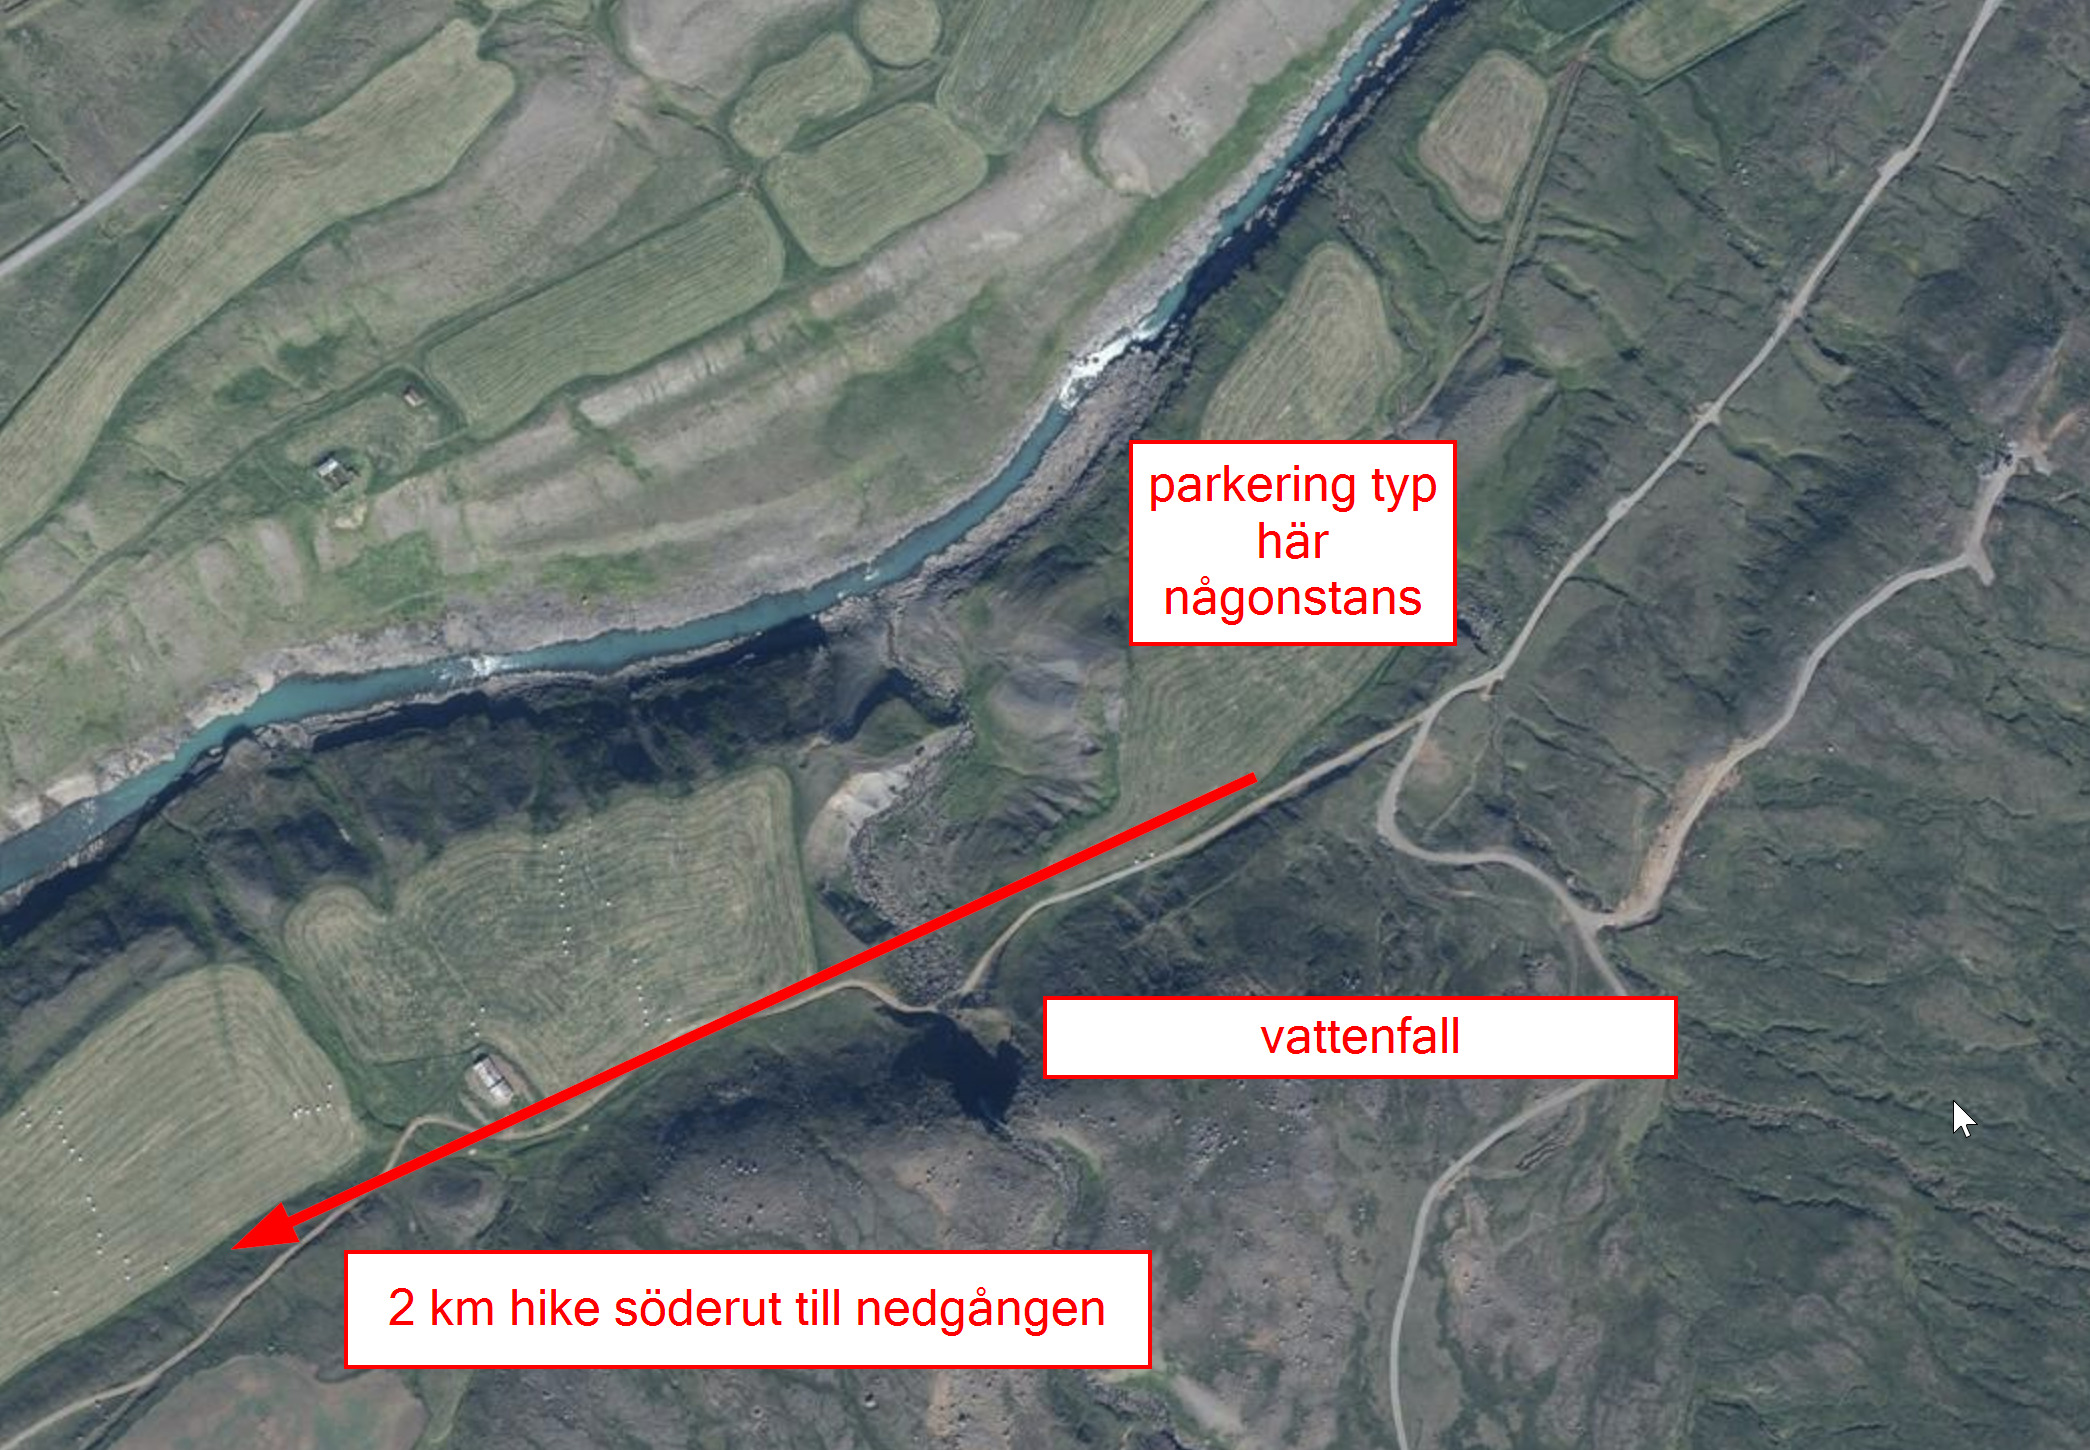 parkering typ
här
någonstans
vattenfall
2 km hike söderut till nedgången